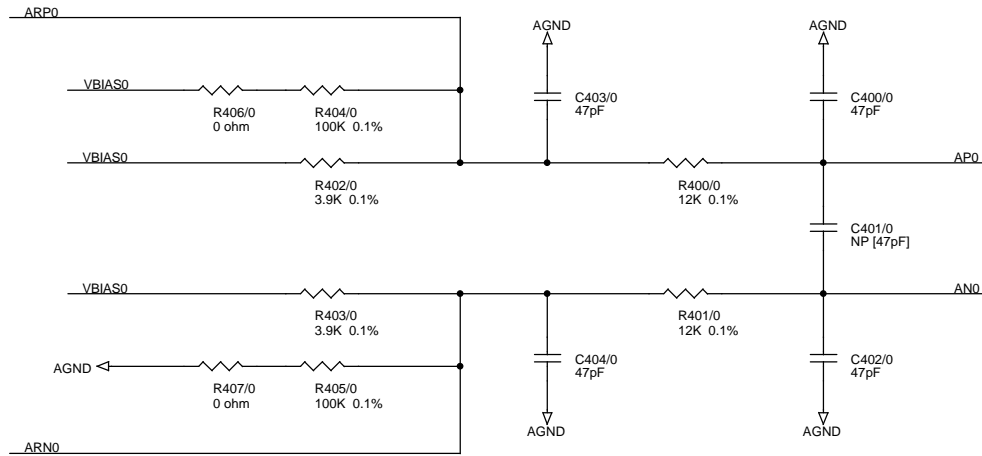 ARP0
AGND
AGND
VBIAS0
R406/0
0 ohm
R404/0
100K 0.1%
C403/0
47pF
C400/0
47pF
VBIAS0
R402/0
3.9K 0.1%
R400/0
12K 0.1%
AP0
C401/0
NP [47pF]
VBIAS0
R403/0
3.9K 0.1%
R401/0
12K 0.1%
AN0
AGND
R407/0
0 ohm
R405/0
100K 0.1%
C404/0
47pF
C402/0
47pF
AGND
AGND
ARN0